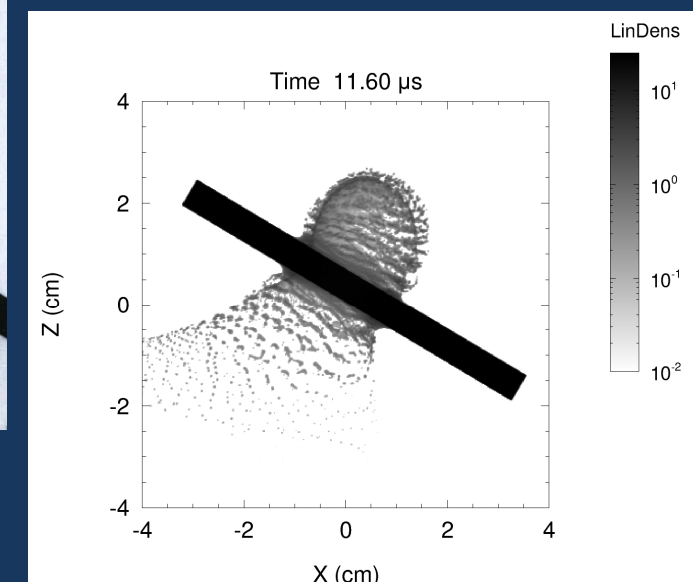 LinDens
Time 11.60 µs
10¹
10⁰
10⁻¹
10⁻²
4
2
0
-2
-4
Z (cm)
-4 -2 0 2 4
X (cm)